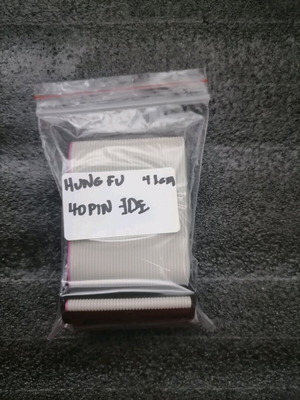 HUNG FU 41cm
40PIN IDE